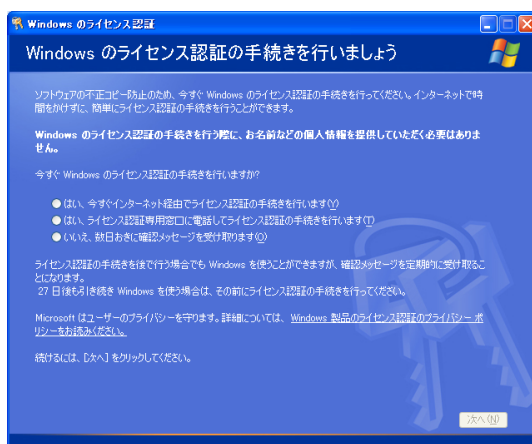 Windows のライセンス認証
Windows のライセンス認証の手続きを行いましょう
ソフトウェアの不正コピー防止のため、今すぐ Windows のライセンス認証の手続きを行ってください。インターネットで時
間をかけずに、簡単にライセンス認証の手続きを行うことができます。
Windows のライセンス認証の手続きを行う際に、お名前などの個人情報を提供していただく必要はありま
せん。
今すぐ Windows のライセンス認証の手続きを行いますか?
はい、今すぐインターネット経由でライセンス認証の手続きを行います(Y)
はい、ライセンス認証専用窓口に電話してライセンス認証の手続きを行います(T)
いいえ、数日おきに確認メッセージを受け取ります(O)
ライセンス認証の手続きを後で行う場合でも Windows を使うことができますが、確認メッセージを定期的に受け取るこ
とになります。
27 日後も引き続き Windows を使う場合は、その前にライセンス認証の手続きを行ってください。
Microsoft はユーザーのプライバシーを守ります。詳細については、 Windows 製品のライセンス認証のプライバシー ポ
リシーをお読みください。
続けるには、[次へ] をクリックしてください。
次へ(N)